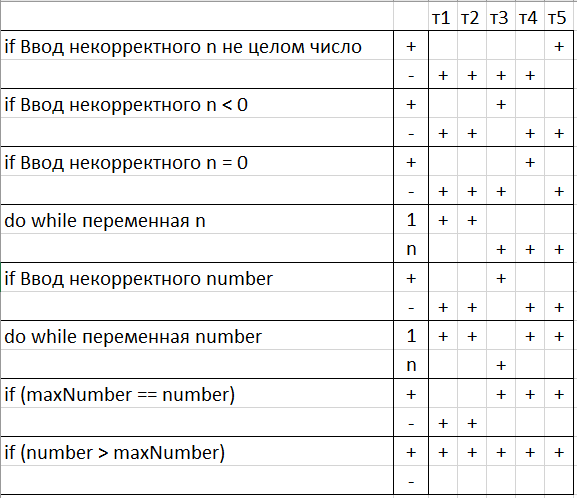 т1 т2 т3 т4 т5
if Ввод некорректного n не целом число + +
- + + + +
if Ввод некорректного n < 0 + +
- + + + +
if Ввод некорректного n = 0 + +
- + + + +
do while переменная n 1 + +
n + + +
if Ввод некорректного number + +
- + + + +
do while переменная number 1 + + + +
n +
if (maxNumber == number) + + + +
- + +
if (number > maxNumber) + + + + + +
-